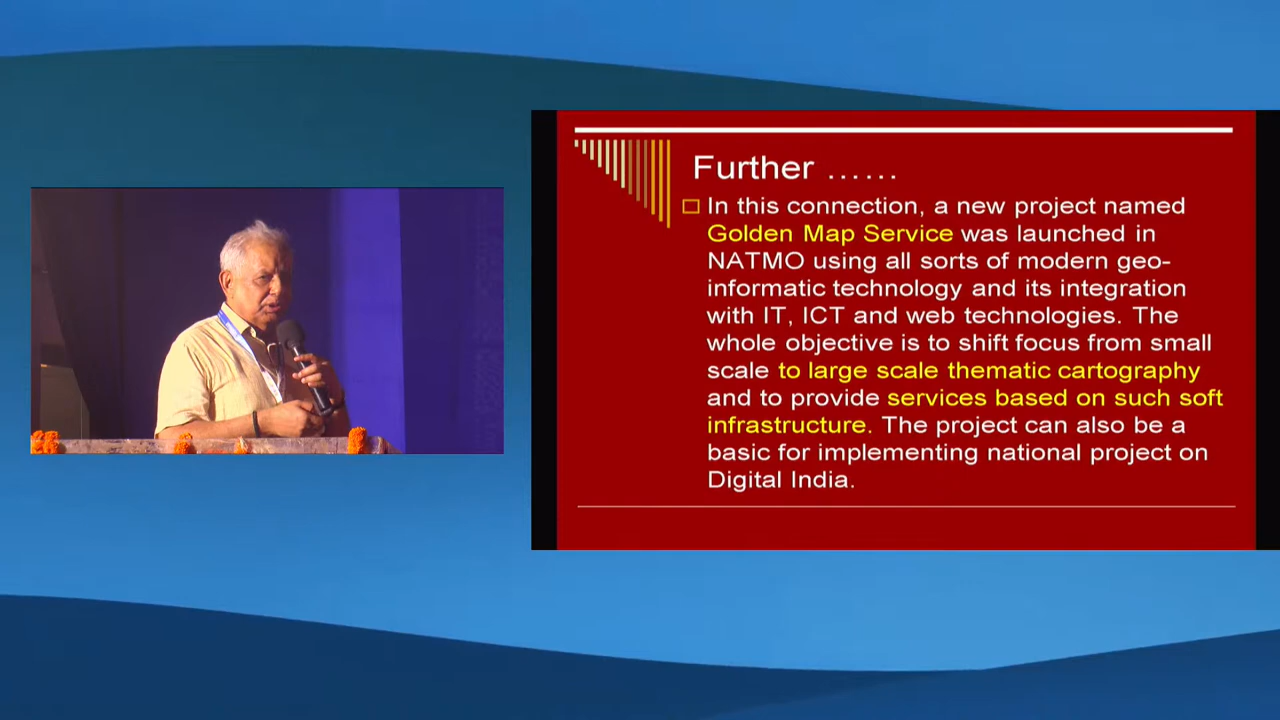 Further ......
In this connection, a new project named
Golden Map Service was launched in
NATMO using all sorts of modern geo-
informatic technology and its integration
with IT, ICT and web technologies. The
whole objective is to shift focus from small
scale to large scale thematic cartography
and to provide services based on such soft
infrastructure. The project can also be a
basic for implementing national project on
Digital India.